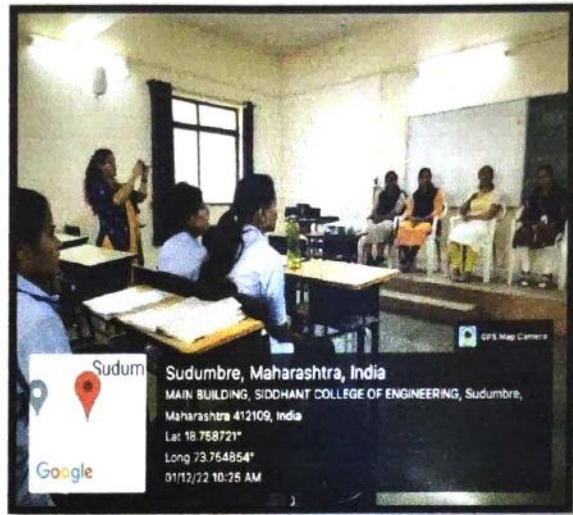 GPS Map Camera
Sudum
Google
Sudumbre, Maharashtra, India
MAIN BUILDING, SIDDHANT COLLEGE OF ENGINEERING, Sudumbre,
Maharashtra 412109, India
Lat 18.758721°
Long 73.754854°
01/12/22 10:25 AM